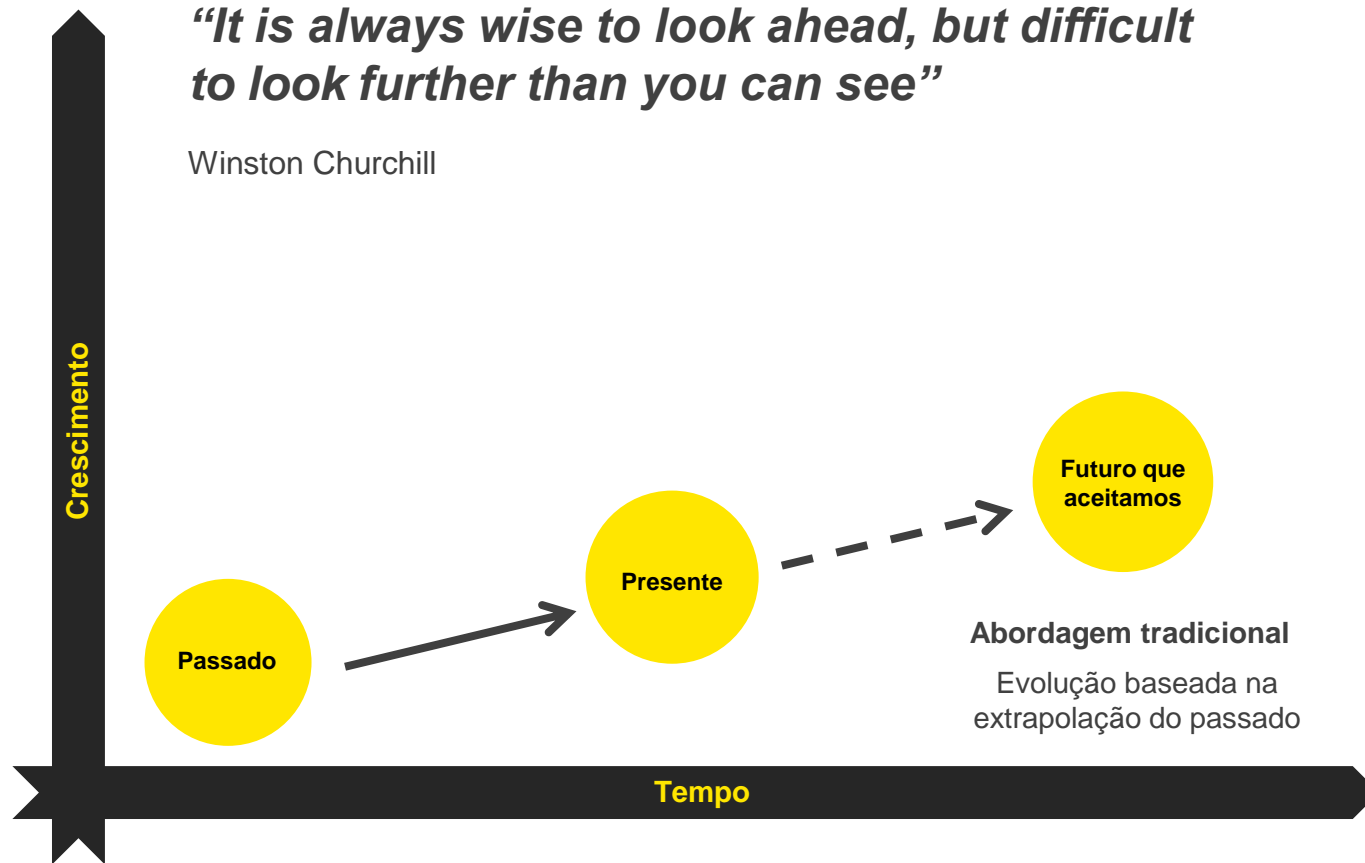 “It is always wise to look ahead, but difficult
to look further than you can see”
Winston Churchill
Crescimento
Futuro que
aceitamos
Presente
Passado
Abordagem tradicional
Evolução baseada na
extrapolação do passado
Tempo